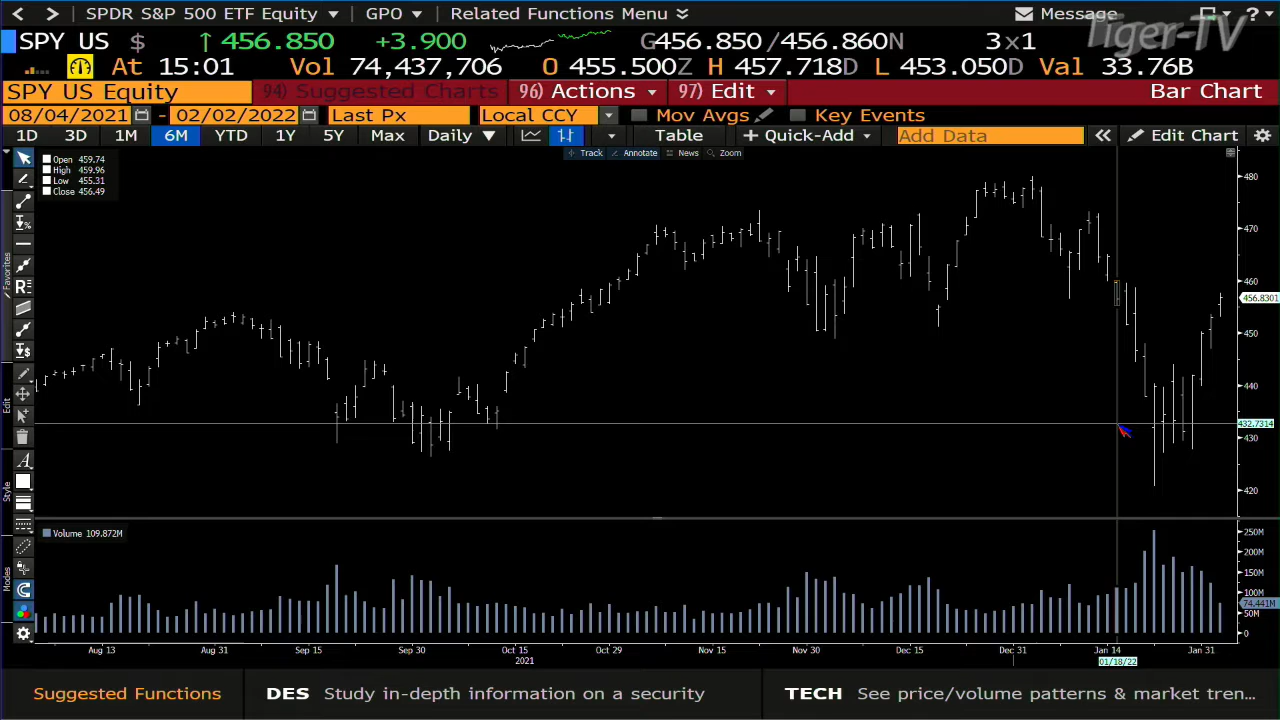 SPDR S&P 500 ETF Equity GPO Related Functions Menu Message ?
Tiger-TV
SPY US $ ↑ 456.850 +3.900 G456.850/456.860N 3×1
At 15:01 Vol 74,437,706 O 455.500Z H 457.718D L 453.050D Val 33.76B
SPY US Equity 94) Suggested Charts 96) Actions 97) Edit Bar Chart
08/04/2021 - 02/02/2022 Last Px Local CCY Mov Avgs Key Events
1D 3D 1M 6M YTD 1Y 5Y Max Daily ▼ Table + Quick-Add Add Data « Edit Chart
Track Annotate News Zoom
Open 459.74
High 459.96
Low 455.31
Close 456.49
480
470
460
456.8301
450
440
432.7314
430
420
Favorites
Edit
Style
Modes
Volume 109.872M
250M
200M
150M
100M
74.441M
50M
0
Aug 13 Aug 31 Sep 15 Sep 30 Oct 15 Oct 29 Nov 15 Nov 30 Dec 15 Dec 31 Jan 14 Jan 31
2021 01/18/22
Suggested Functions DES Study in-depth information on a security TECH See price/volume patterns & market tren...